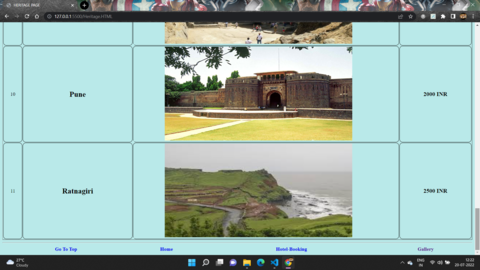 HERITAGE PAGE
127.0.0.1:5500/Heritage.HTML
10 Pune 2000 INR
11 Ratnagiri 2500 INR
Go To Top Home Hotel-Booking Gallery
27°C
Cloudy
ENG
IN
13:22
20-07-2022